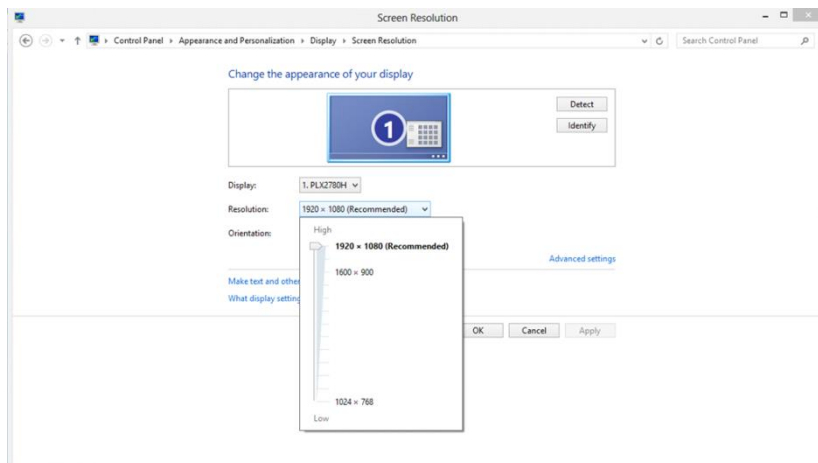 Screen Resolution
Control Panel Appearance and Personalization Display Screen Resolution
Search Control Panel
Change the appearance of your display
1
Detect
Identify
Display: 1. PLX2780H
Resolution: 1920 × 1080 (Recommended)
Orientation:
High
1920 × 1080 (Recommended)
1600 × 900
1024 × 768
Low
Advanced settings
Make text and other
What display setting
OK Cancel Apply